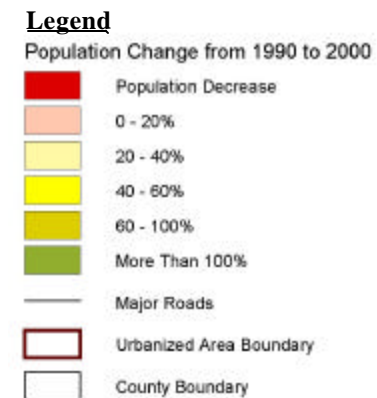 Legend
Population Change from 1990 to 2000
Population Decrease
0 - 20%
20 - 40%
40 - 60%
60 - 100%
More Than 100%
Major Roads
Urbanized Area Boundary
County Boundary